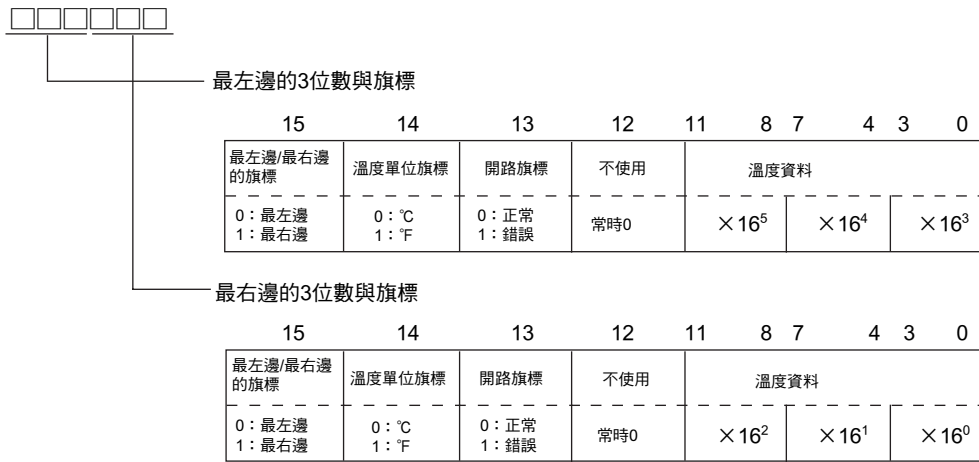 最左邊的3位數與旗標
15 14 13 12 11 8 7 4 3 0
最左邊/最右邊的旗標 溫度單位旗標 開路旗標 不使用 溫度資料
0：最左邊 0：℃ 0：正常 常時0 ×16⁵ ×16⁴ ×16³
1：最右邊 1：℉ 1：錯誤
最右邊的3位數與旗標
15 14 13 12 11 8 7 4 3 0
最左邊/最右邊的旗標 溫度單位旗標 開路旗標 不使用 溫度資料
0：最左邊 0：℃ 0：正常 常時0 ×16² ×16¹ ×16⁰
1：最右邊 1：℉ 1：錯誤